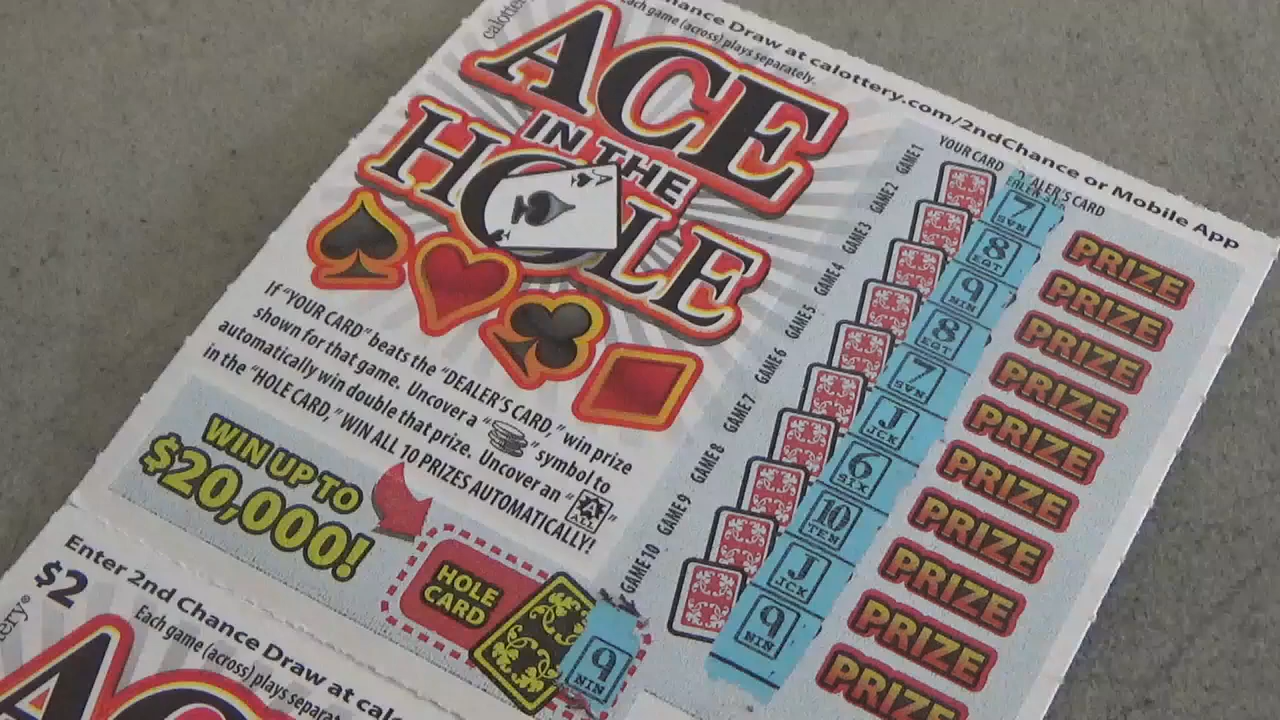 calotter
Chance Draw at calottery.com/2ndChance or Mobile App
Each game (across) plays separately.
ACE
IN THE
HOLE
A
If "YOUR CARD" beats the "DEALER'S CARD," win prize
shown for that game. Uncover a " " symbol to
automatically win double that prize. Uncover an "A ALL"
in the "HOLE CARD," WIN ALL 10 PRIZES AUTOMATICALLY!
WIN UP TO
$20,000!
HOLE
CARD
9
NIN
YOUR CARD
ALER'S CARD
GAME 1
7
SVN
PRIZE
GAME 2
8
EGT
PRIZE
GAME 3
9
NIN
PRIZE
GAME 4
8
EGT
PRIZE
GAME 5
7
SVN
PRIZE
GAME 6
J
JCK
PRIZE
GAME 7
6
SIX
PRIZE
GAME 8
10
TEN
PRIZE
GAME 9
J
JCK
PRIZE
GAME 10
9
NIN
PRIZE
Enter 2nd Chance Draw at calo
$2
Each game (across) plays separat
ttery®
AC